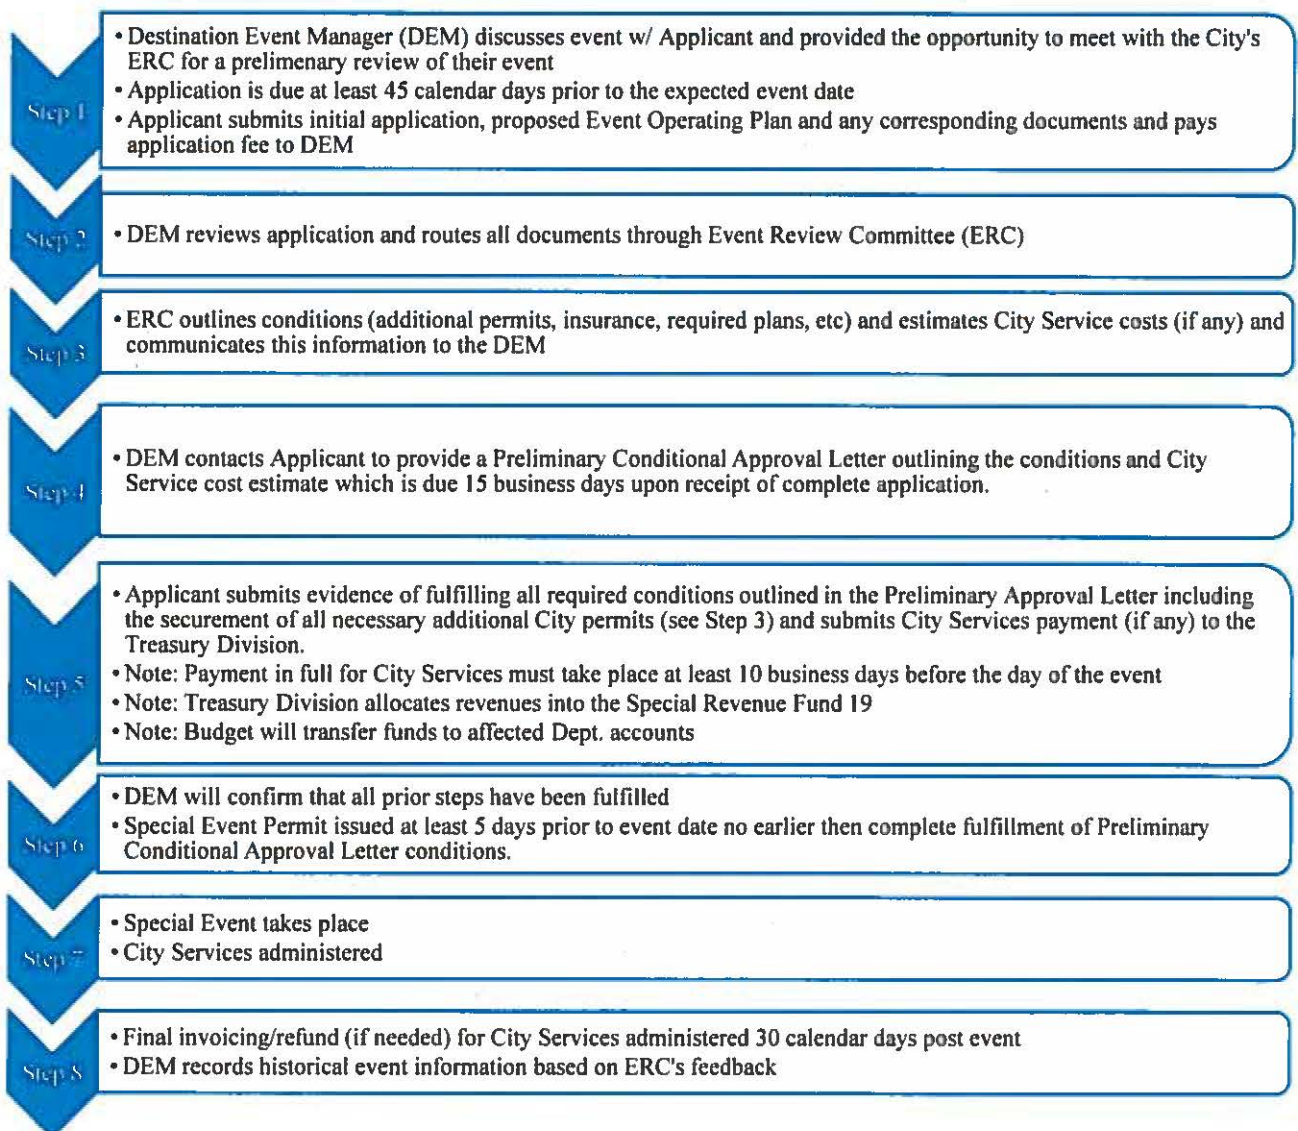 Step 1
• Destination Event Manager (DEM) discusses event w/ Applicant and provided the opportunity to meet with the City's
ERC for a prelimenary review of their event
• Application is due at least 45 calendar days prior to the expected event date
• Applicant submits initial application, proposed Event Operating Plan and any corresponding documents and pays
application fee to DEM
Step 2
• DEM reviews application and routes all documents through Event Review Committee (ERC)
Step 3
• ERC outlines conditions (additional permits, insurance, required plans, etc) and estimates City Service costs (if any) and
communicates this information to the DEM
Step 4
• DEM contacts Applicant to provide a Preliminary Conditional Approval Letter outlining the conditions and City
Service cost estimate which is due 15 business days upon receipt of complete application.
Step 5
• Applicant submits evidence of fulfilling all required conditions outlined in the Preliminary Approval Letter including
the securement of all necessary additional City permits (see Step 3) and submits City Services payment (if any) to the
Treasury Division.
• Note: Payment in full for City Services must take place at least 10 business days before the day of the event
• Note: Treasury Division allocates revenues into the Special Revenue Fund 19
• Note: Budget will transfer funds to affected Dept. accounts
Step 6
• DEM will confirm that all prior steps have been fulfilled
• Special Event Permit issued at least 5 days prior to event date no earlier then complete fulfillment of Preliminary
Conditional Approval Letter conditions.
Step 7
• Special Event takes place
• City Services administered
Step 8
• Final invoicing/refund (if needed) for City Services administered 30 calendar days post event
• DEM records historical event information based on ERC's feedback